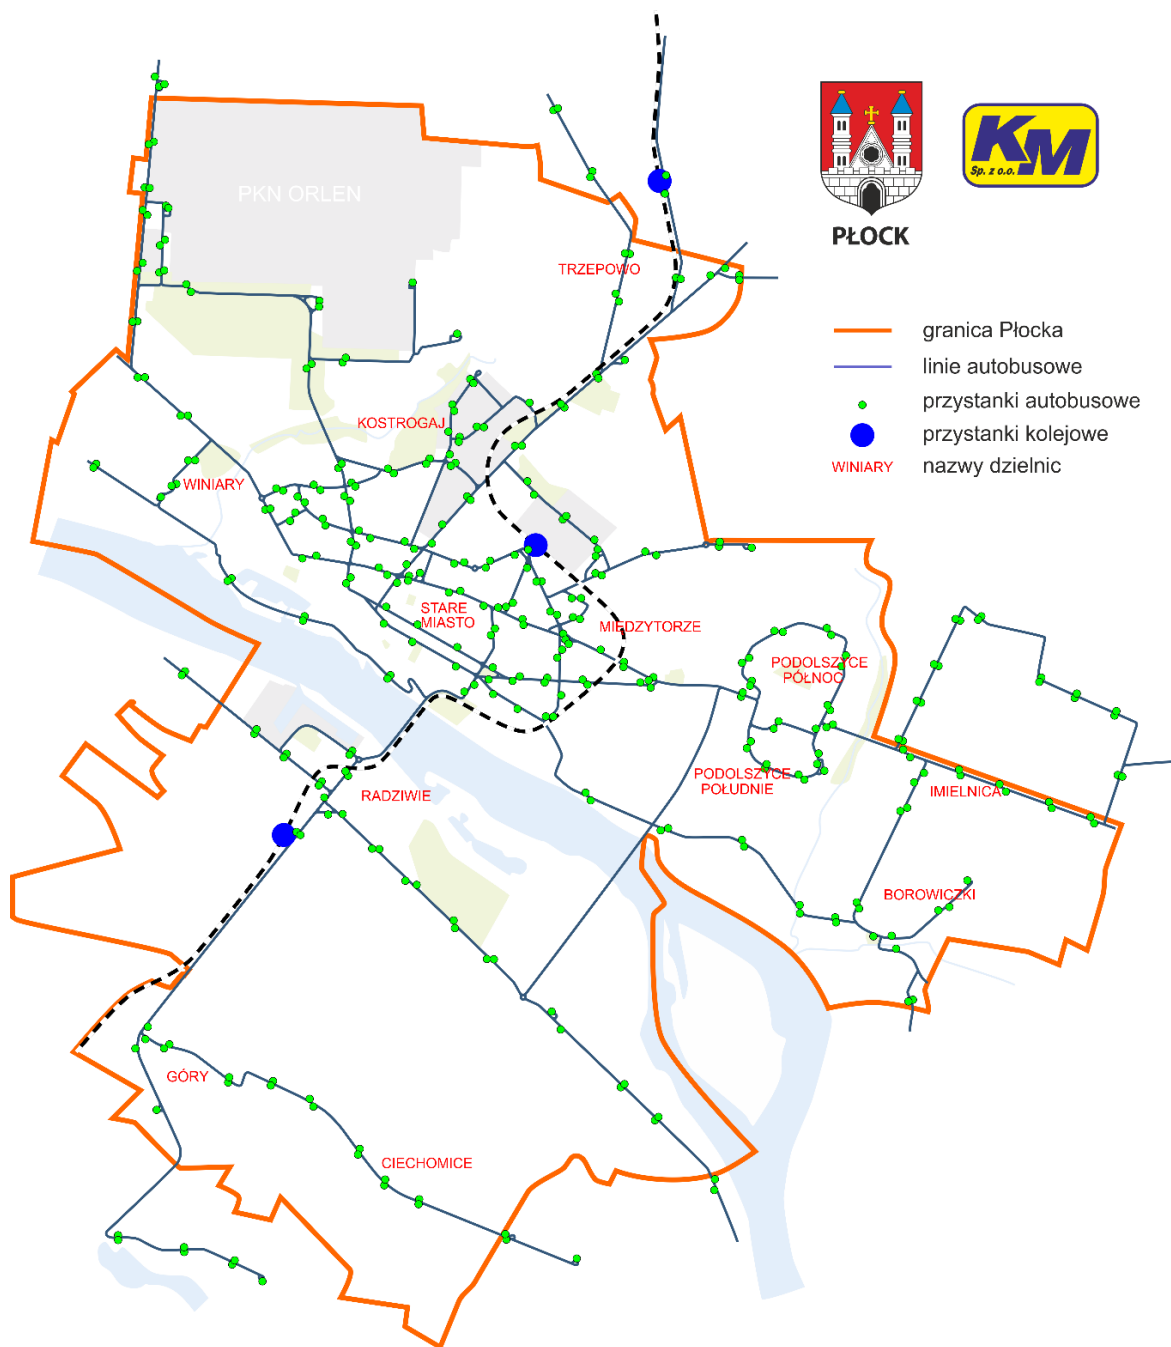 PKN ORLEN
KM
Sp. z o.o.
PŁOCK
TRZEPOWO
granica Płocka
linie autobusowe
przystanki autobusowe
przystanki kolejowe
WINIARY
nazwy dzielnic
KOSTROGAJ
WINIARY
STARE
MIASTO
MIĘDZYTORZE
PODOLSZYCE
PÓŁNOC
PODOLSZYCE
POŁUDNIE
IMIELNICA
RADZIWIE
BOROWICZKI
GÓRY
CIECHOMICE